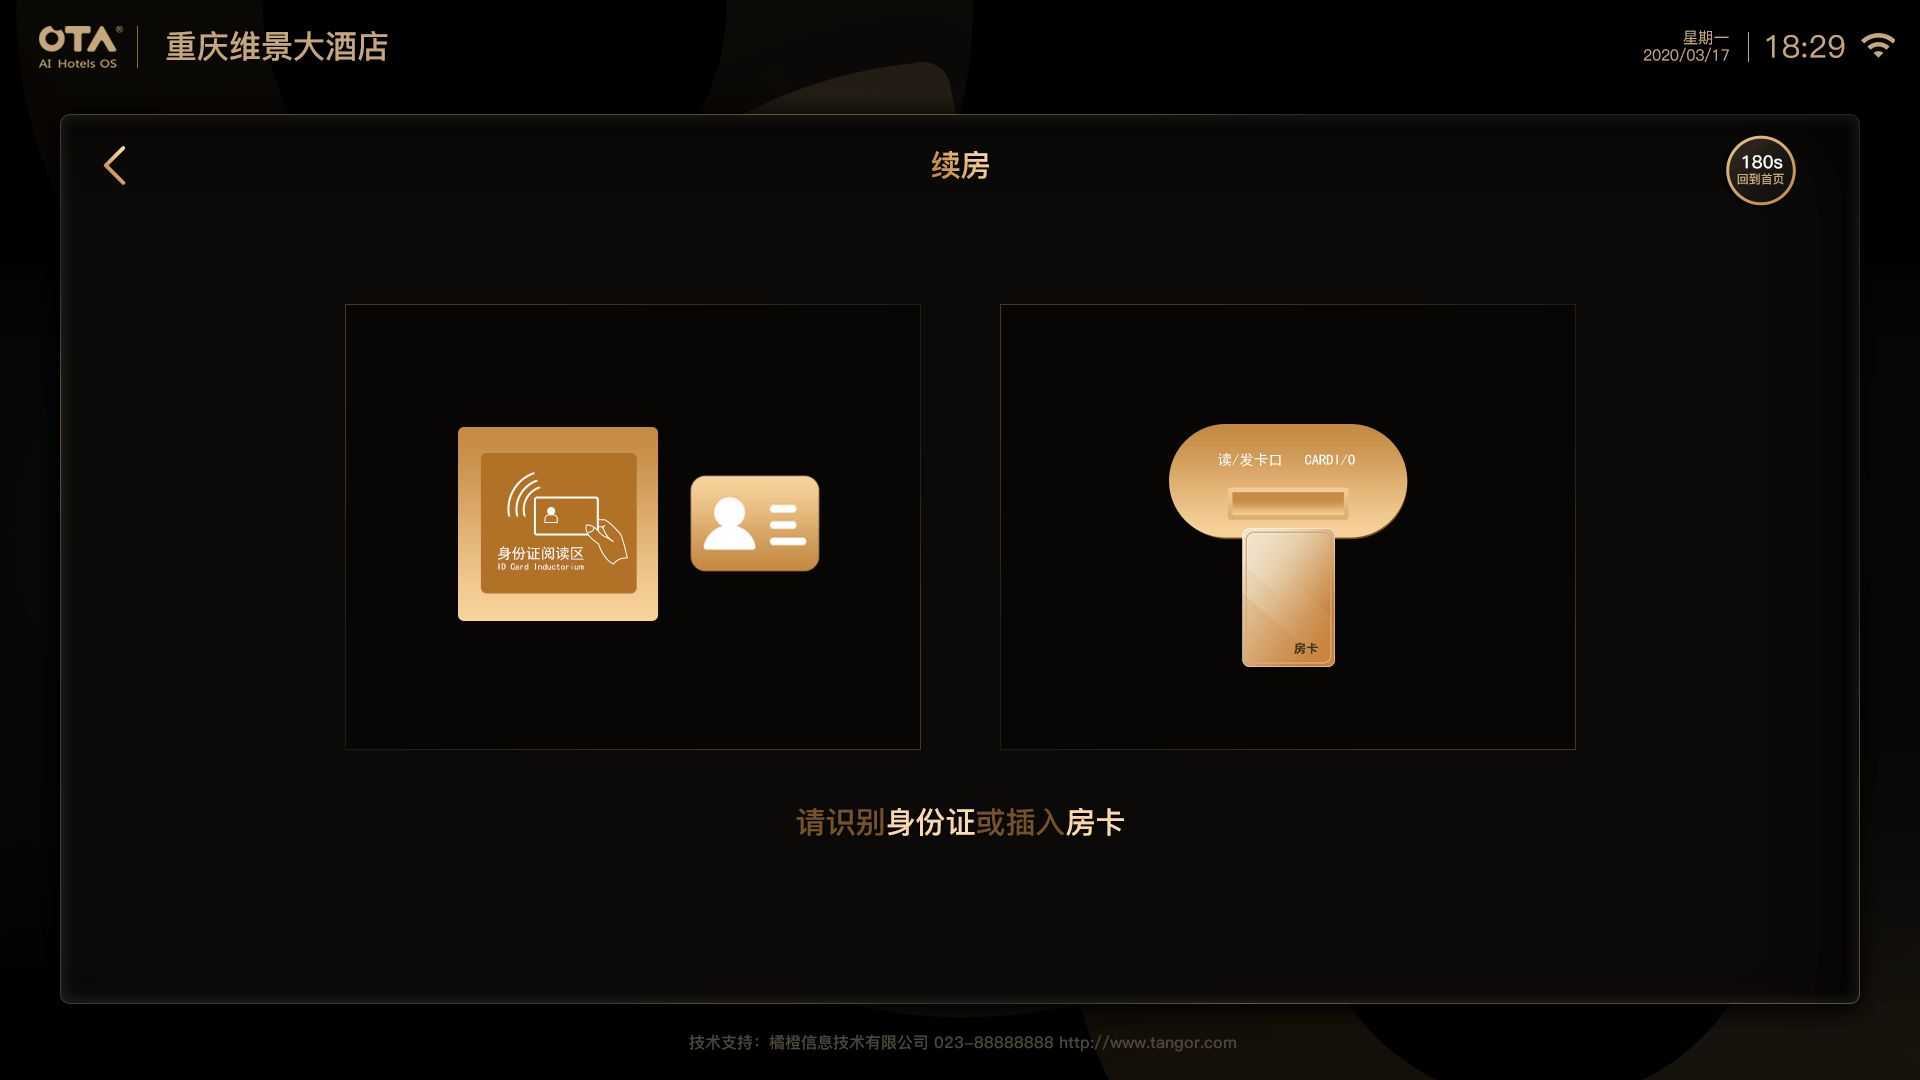 OTA®
AI Hotels OS
重庆维景大酒店
星期一
2020/03/17
18:29
续房
180s
回到首页
身份证阅读区
ID Card Inductorium
读/发卡口 CARDI/O
房卡
请识别身份证或插入房卡
技术支持：橘橙信息技术有限公司 023-88888888 http://www.tangor.com